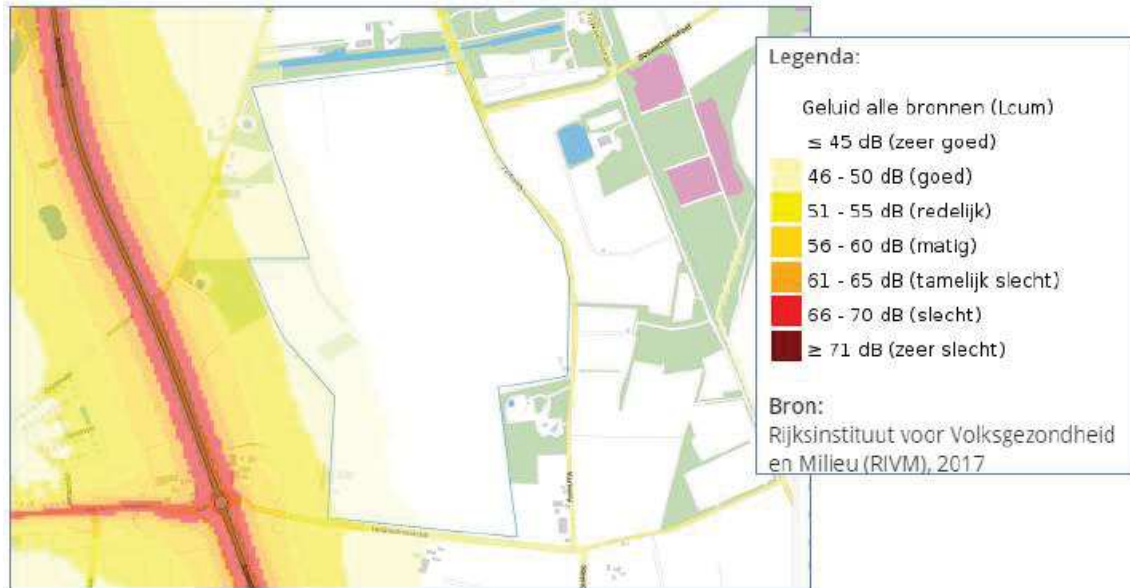 Legenda:
Geluid alle bronnen (Lcum)
≤ 45 dB (zeer goed)
46 - 50 dB (goed)
51 - 55 dB (redelijk)
56 - 60 dB (matig)
61 - 65 dB (tamelijk slecht)
66 - 70 dB (slecht)
≥ 71 dB (zeer slecht)
Bron:
Rijksinstituut voor Volksgezondheid
en Milieu (RIVM), 2017